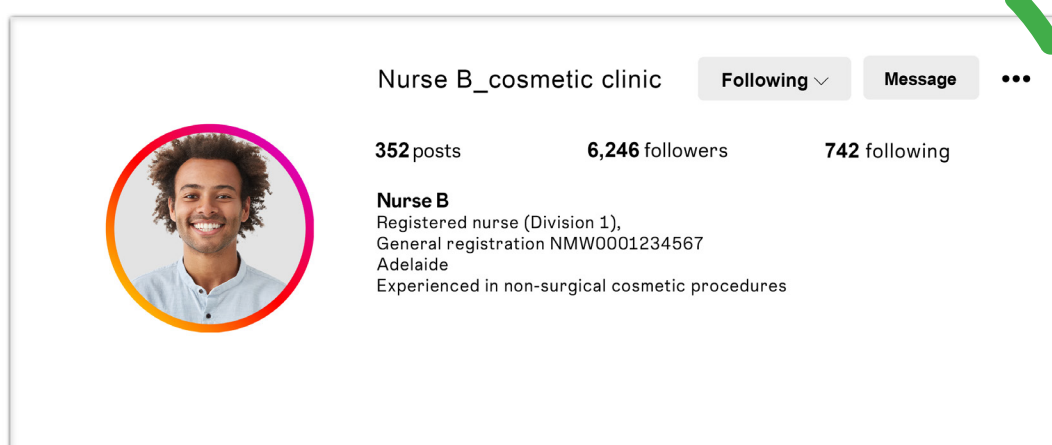 Nurse B_cosmetic clinic Following Message
352 posts 6,246 followers 742 following
Nurse B
Registered nurse (Division 1),
General registration NMW0001234567
Adelaide
Experienced in non-surgical cosmetic procedures